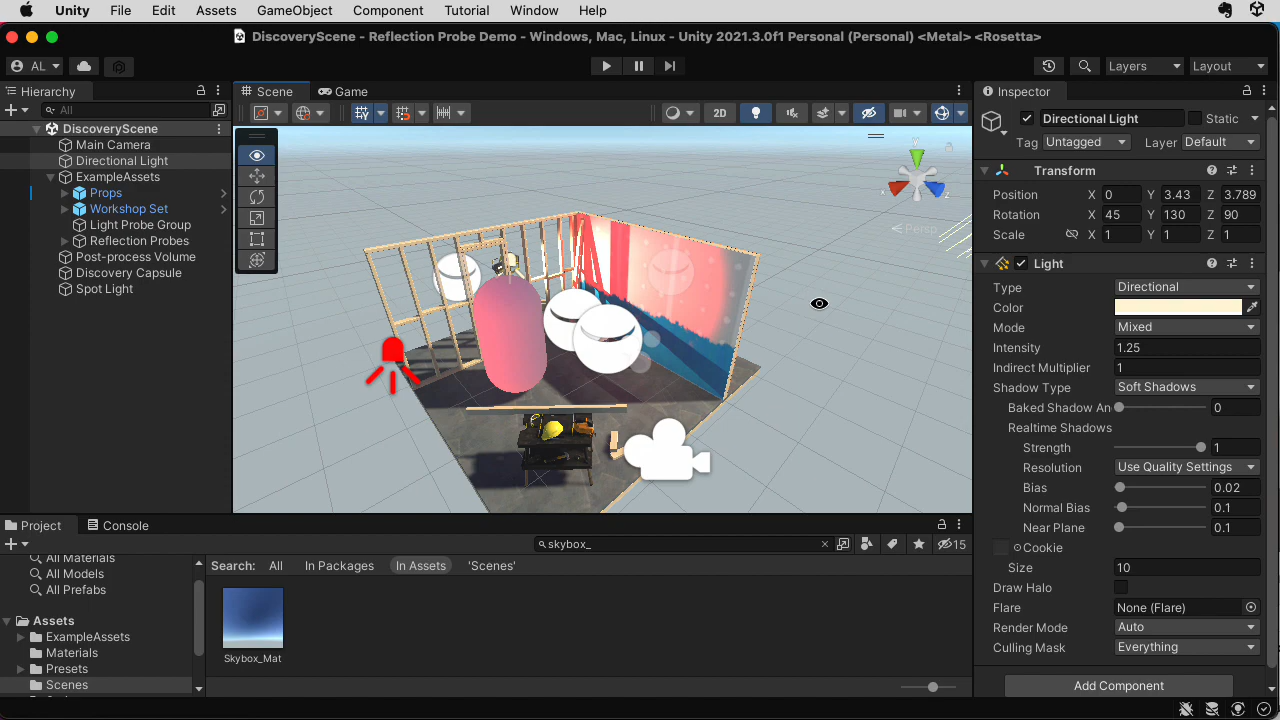 Unity File Edit Assets GameObject Component Tutorial Window Help
DiscoveryScene - Reflection Probe Demo - Windows, Mac, Linux - Unity 2021.3.0f1 Personal (Personal) <Metal> <Rosetta>
AL Layers Layout
Hierarchy
All
DiscoveryScene
Main Camera
Directional Light
ExampleAssets
Props
Workshop Set
Light Probe Group
Reflection Probes
Post-process Volume
Discovery Capsule
Spot Light
Scene Game
2D
y
x
z
Persp
Inspector
Directional Light Static
Tag Untagged Layer Default
Transform
Position X 0 Y 3.43 Z 3.789
Rotation X 45 Y 130 Z 90
Scale X 1 Y 1 Z 1
Light
Type Directional
Color
Mode Mixed
Intensity 1.25
Indirect Multiplier 1
Shadow Type Soft Shadows
Baked Shadow An 0
Realtime Shadows
Strength 1
Resolution Use Quality Settings
Bias 0.02
Normal Bias 0.1
Near Plane 0.1
Cookie
Size 10
Draw Halo
Flare None (Flare)
Render Mode Auto
Culling Mask Everything
Add Component
Project Console
skybox_ 15
All Materials
All Models
All Prefabs
Assets
ExampleAssets
Materials
Presets
Scenes
Search: All In Packages In Assets 'Scenes'
Skybox_Mat